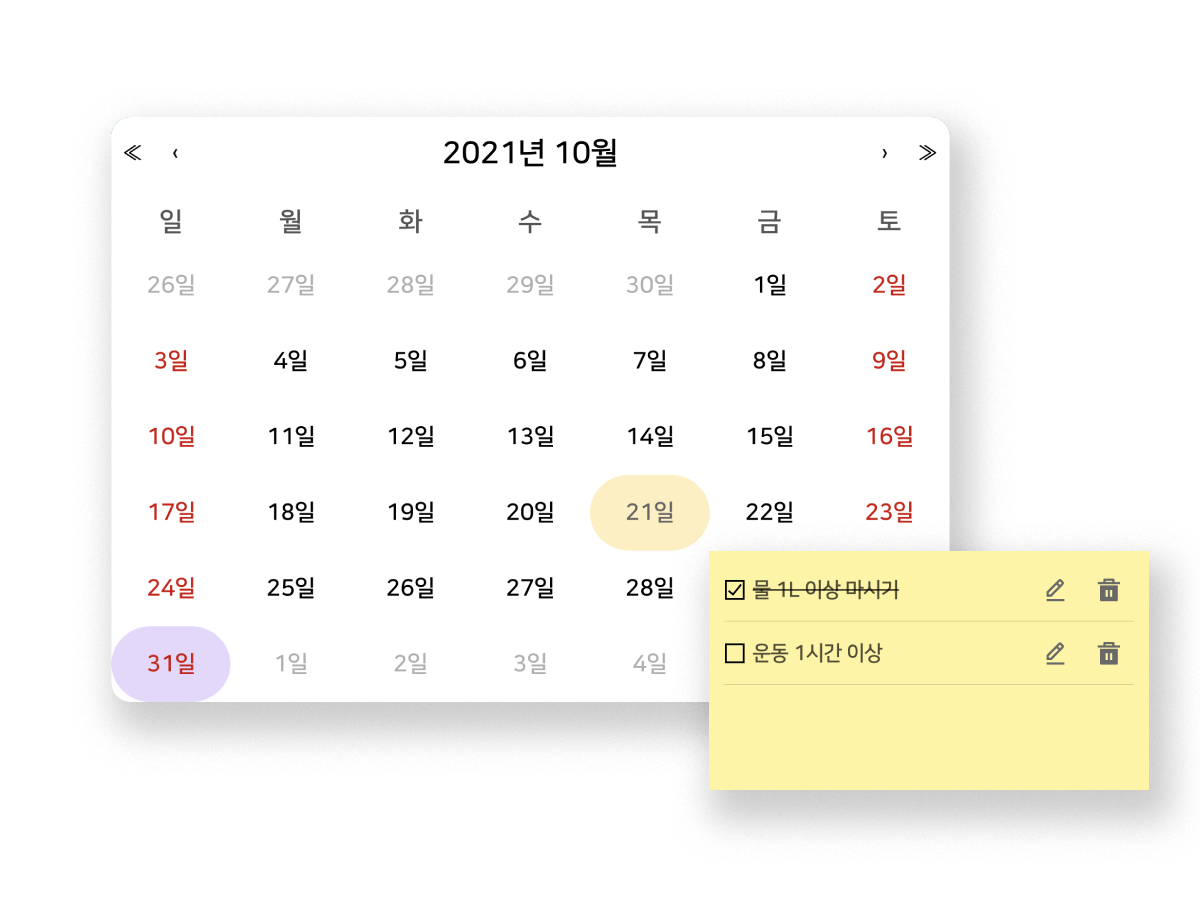 ≪ ‹ 2021년 10월 › ≫
일 월 화 수 목 금 토
26일 27일 28일 29일 30일 1일 2일
3일 4일 5일 6일 7일 8일 9일
10일 11일 12일 13일 14일 15일 16일
17일 18일 19일 20일 21일 22일 23일
24일 25일 26일 27일 28일
31일 1일 2일 3일 4일
물 1L 이상 마시기
운동 1시간 이상